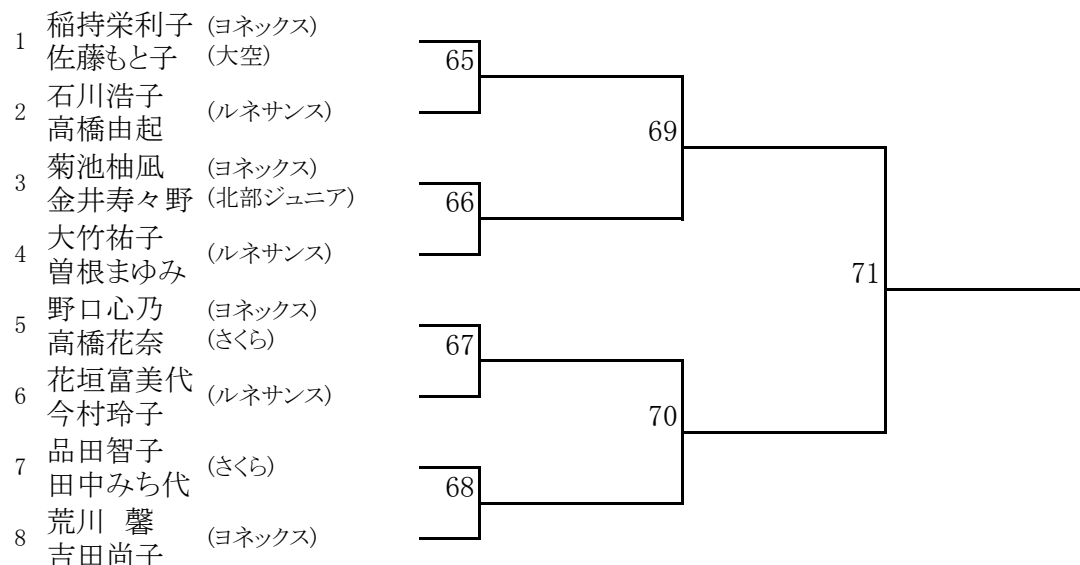 1
稲持栄利子 (ヨネックス)
佐藤もと子 (大空)
65
2
石川浩子
高橋由起
(ルネサンス)
69
3
菊池柚凪 (ヨネックス)
金井寿々野 (北部ジュニア)
66
4
大竹祐子
曽根まゆみ
(ルネサンス)
71
5
野口心乃 (ヨネックス)
高橋花奈 (さくら)
67
6
花垣富美代
今村玲子
(ルネサンス)
70
7
品田智子
田中みち代
(さくら)
68
8
荒川 馨
吉田尚子
(ヨネックス)